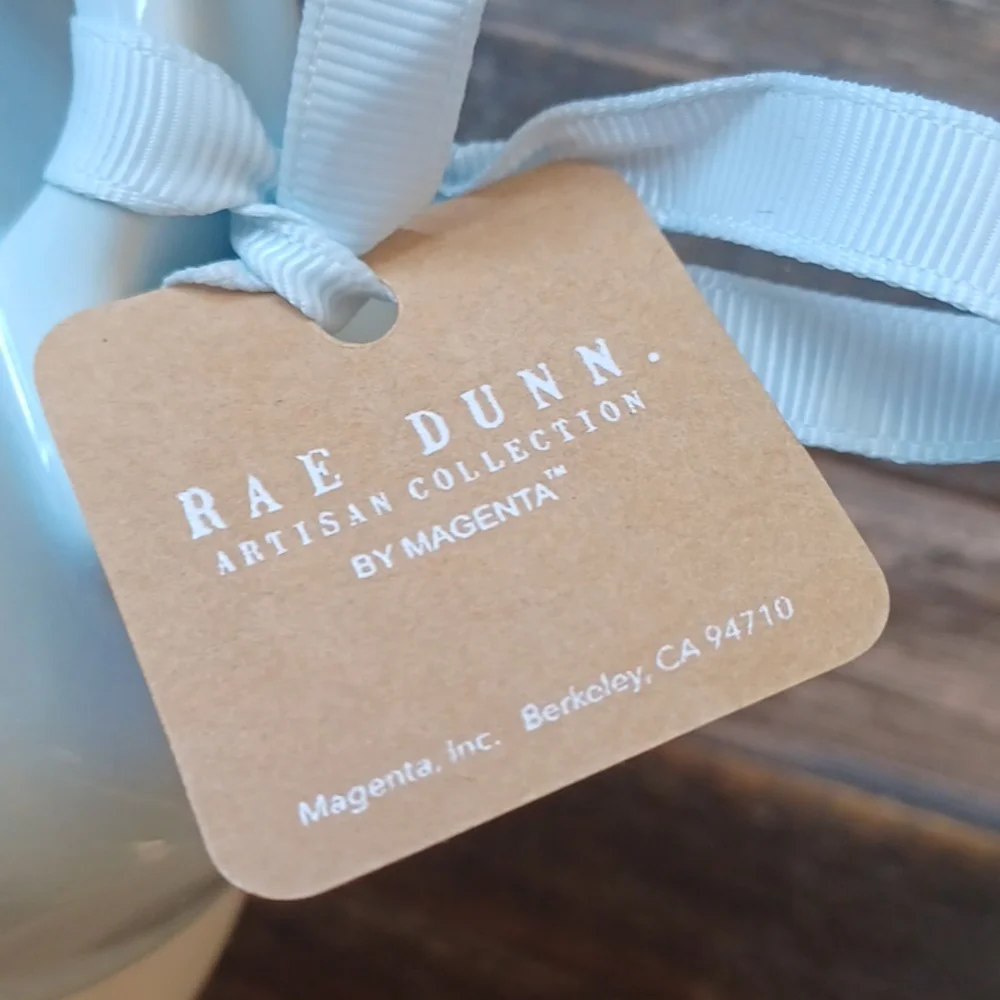 RAE DUNN.
ARTISAN COLLECTION
BY MAGENTA™
Magenta, Inc. Berkeley, CA 94710